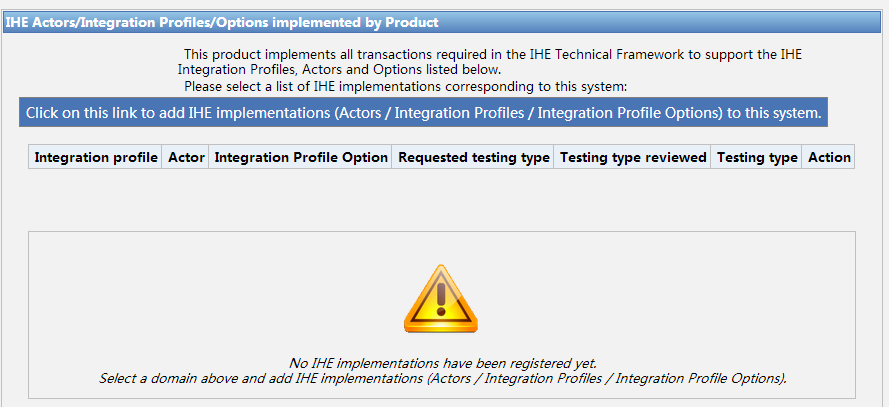 IHE Actors/Integration Profiles/Options implemented by Product
This product implements all transactions required in the IHE Technical Framework to support the IHE
Integration Profiles, Actors and Options listed below.
Please select a list of IHE implementations corresponding to this system:
Click on this link to add IHE implementations (Actors / Integration Profiles / Integration Profile Options) to this system.
Integration profile Actor Integration Profile Option Requested testing type Testing type reviewed Testing type Action
No IHE implementations have been registered yet.
Select a domain above and add IHE implementations (Actors / Integration Profiles / Integration Profile Options).